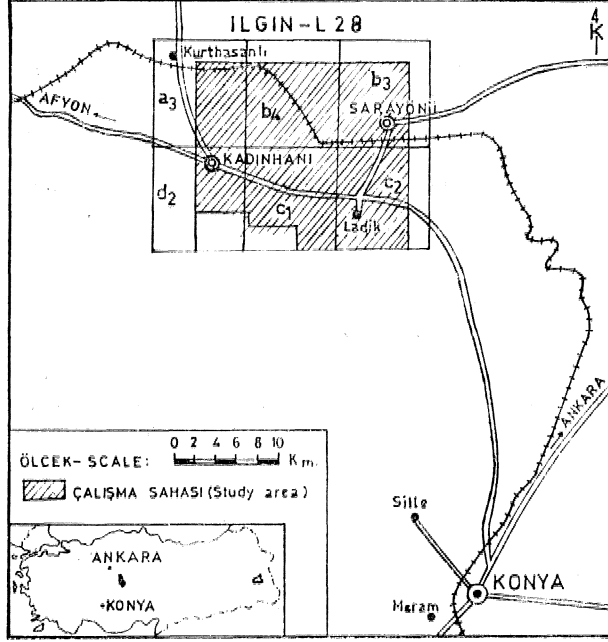 ILGIN-L 28
4
K
Kurthasanlı
a3
b4
b3
SARAYÖNÜ
AFYON
KADINHANI
d2
c1
c2
Ladik
ANKARA
ÖLÇEK-SCALE: 0 2 4 6 8 10 Km.
ÇALIŞMA SAHASI (Study area)
Sille
ANKARA
KONYA
KONYA
Meram